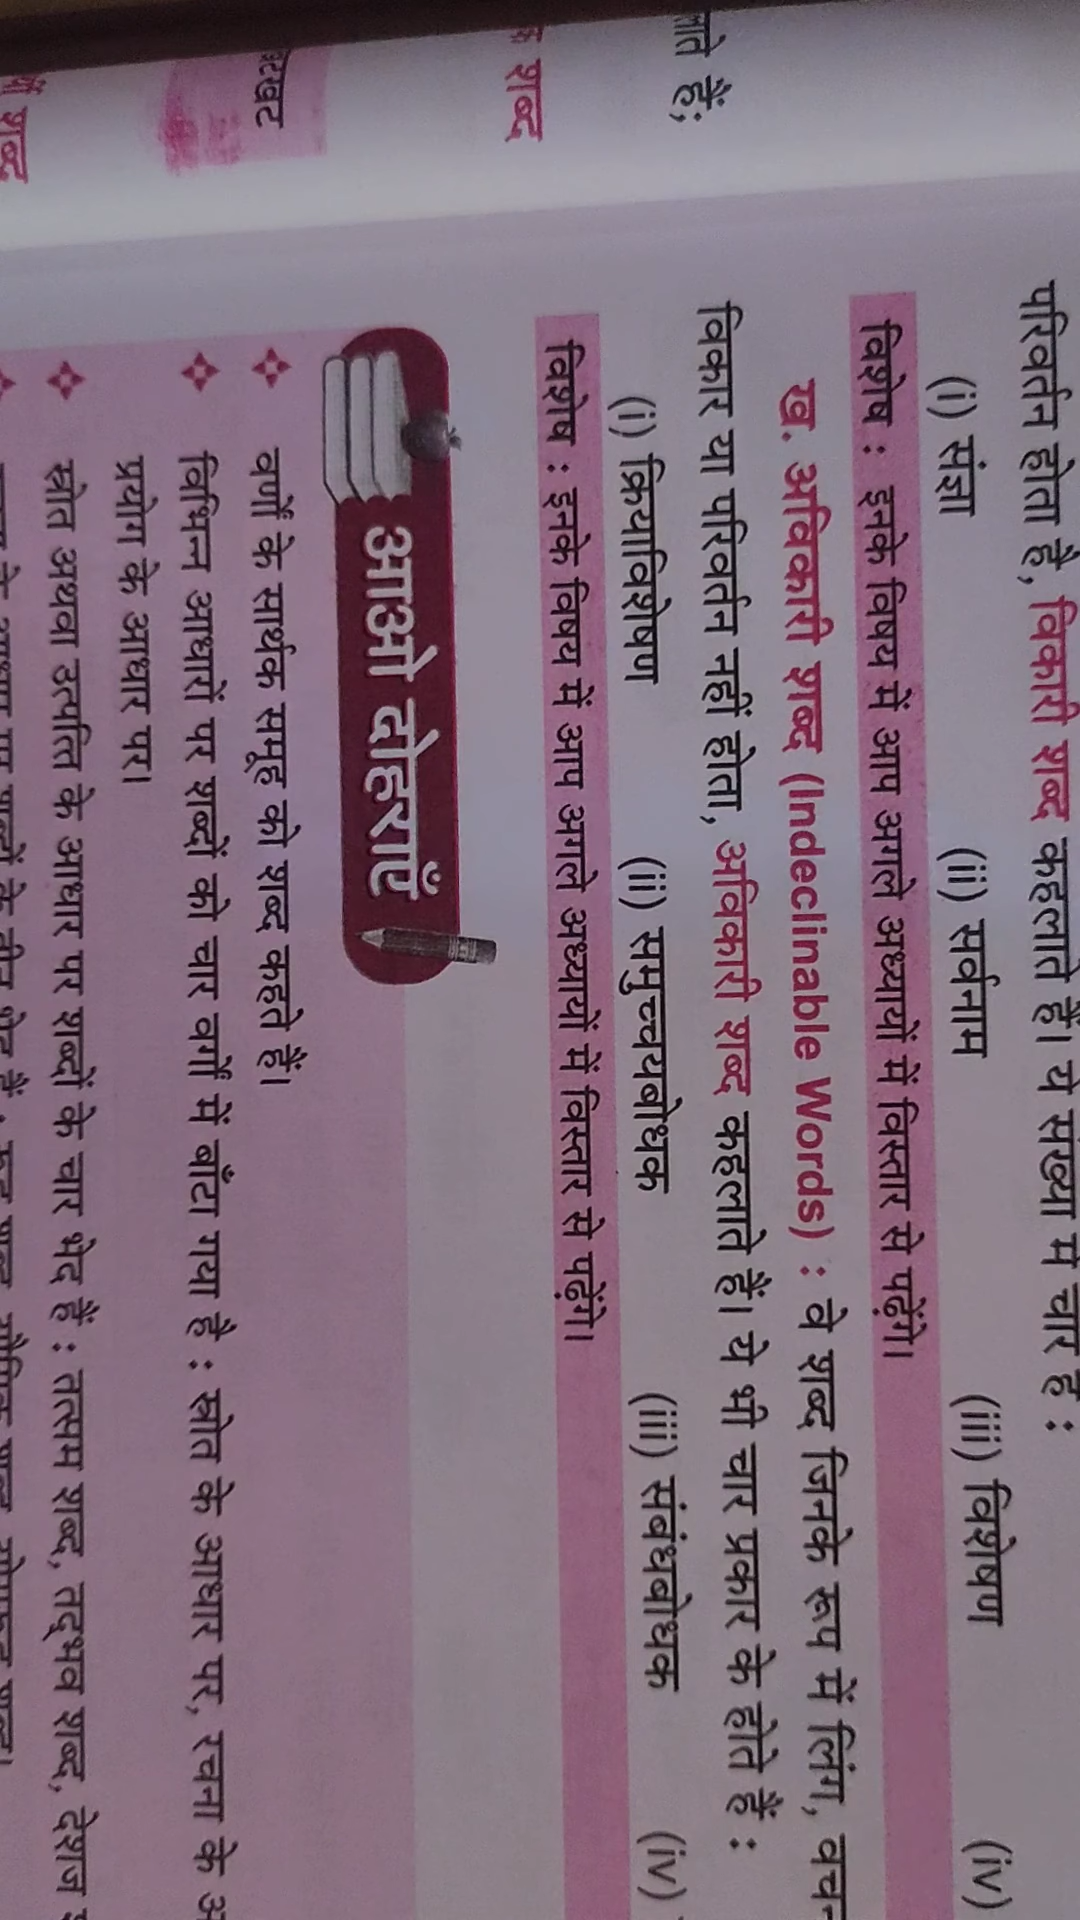 लाते हैं;
शब्द
परिवर्तन होता है, विकारी शब्द कहलाते हैं। ये संख्या में चार हैं :
(i) संज्ञा (ii) सर्वनाम (iii) विशेषण (iv)
विशेष : इनके विषय में आप अगले अध्यायों में विस्तार से पढ़ेंगे।
ख. अविकारी शब्द (Indeclinable Words) : वे शब्द जिनके रूप में लिंग, वचन
विकार या परिवर्तन नहीं होता, अविकारी शब्द कहलाते हैं। ये भी चार प्रकार के होते हैं :
(i) क्रियाविशेषण (ii) समुच्चयबोधक (iii) संबंधबोधक (iv)
विशेष : इनके विषय में आप अगले अध्यायों में विस्तार से पढ़ेंगे।
आओ दोहराएँ
वर्णों के सार्थक समूह को शब्द कहते हैं।
विभिन्न आधारों पर शब्दों को चार वर्गों में बाँटा गया है : स्रोत के आधार पर, रचना के
प्रयोग के आधार पर।
स्रोत अथवा उत्पत्ति के आधार पर शब्दों के चार भेद हैं : तत्सम शब्द, तद्भव शब्द, देशज